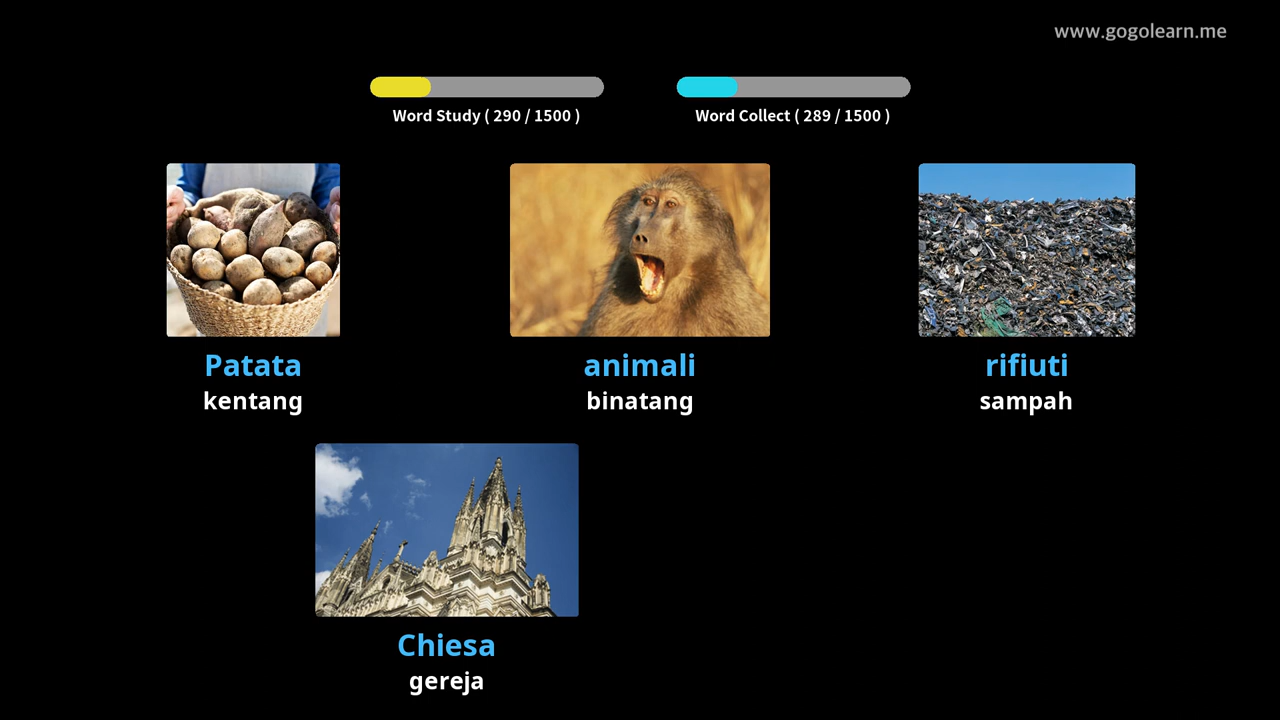 www.gogolearn.me
Word Study ( 290 / 1500 )
Word Collect ( 289 / 1500 )
Patata
kentang
animali
binatang
rifiuti
sampah
Chiesa
gereja